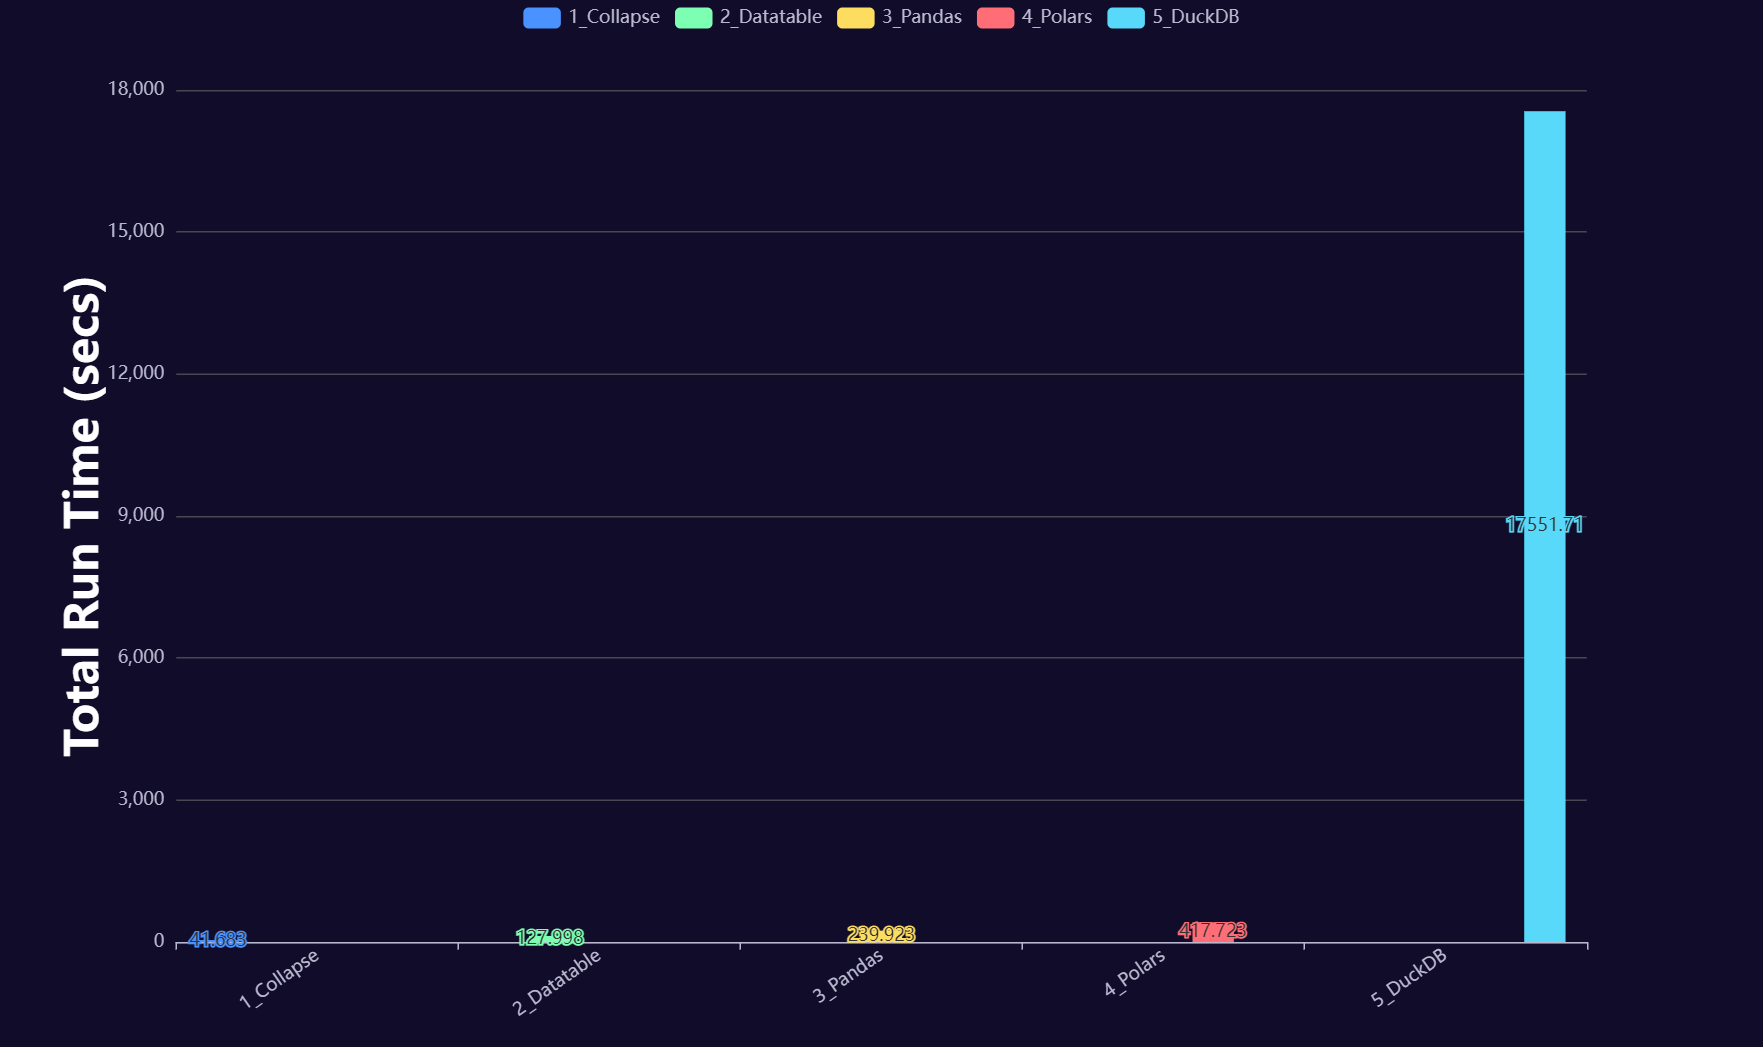 1_Collapse 2_Datatable 3_Pandas 4_Polars 5_DuckDB
Total Run Time (secs)
18,000
15,000
12,000
9,000
6,000
3,000
0
41.683
127.998
239.923
417.723
17551.71
1_Collapse
2_Datatable
3_Pandas
4_Polars
5_DuckDB